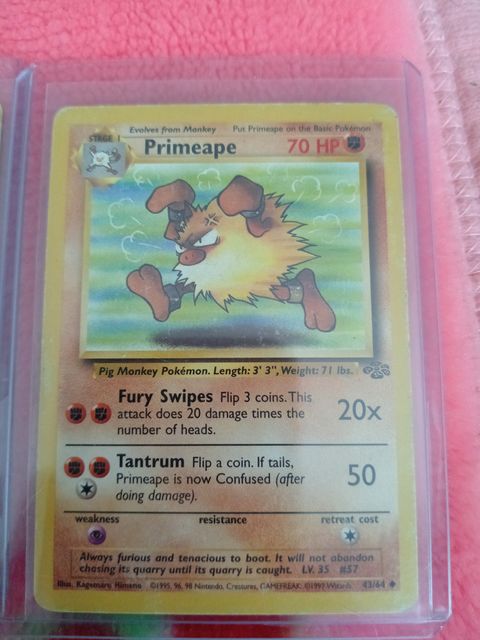 Evolves from Mankey Put Primeape on the Basic Pokémon
STAGE 1
Primeape 70 HP
Pig Monkey Pokémon. Length: 3' 3", Weight: 71 lbs.
Fury Swipes Flip 3 coins. This
attack does 20 damage times the
number of heads.
20x
Tantrum Flip a coin. If tails,
Primeape is now Confused (after
doing damage).
50
weakness resistance retreat cost
Always furious and tenacious to boot. It will not abandon
chasing its quarry until its quarry is caught. LV. 35 #57
Illus. Kagemaru Himeno ©1995, 96, 98 Nintendo, Creatures, GAMEFREAK. ©1999 Wizards. 43/64